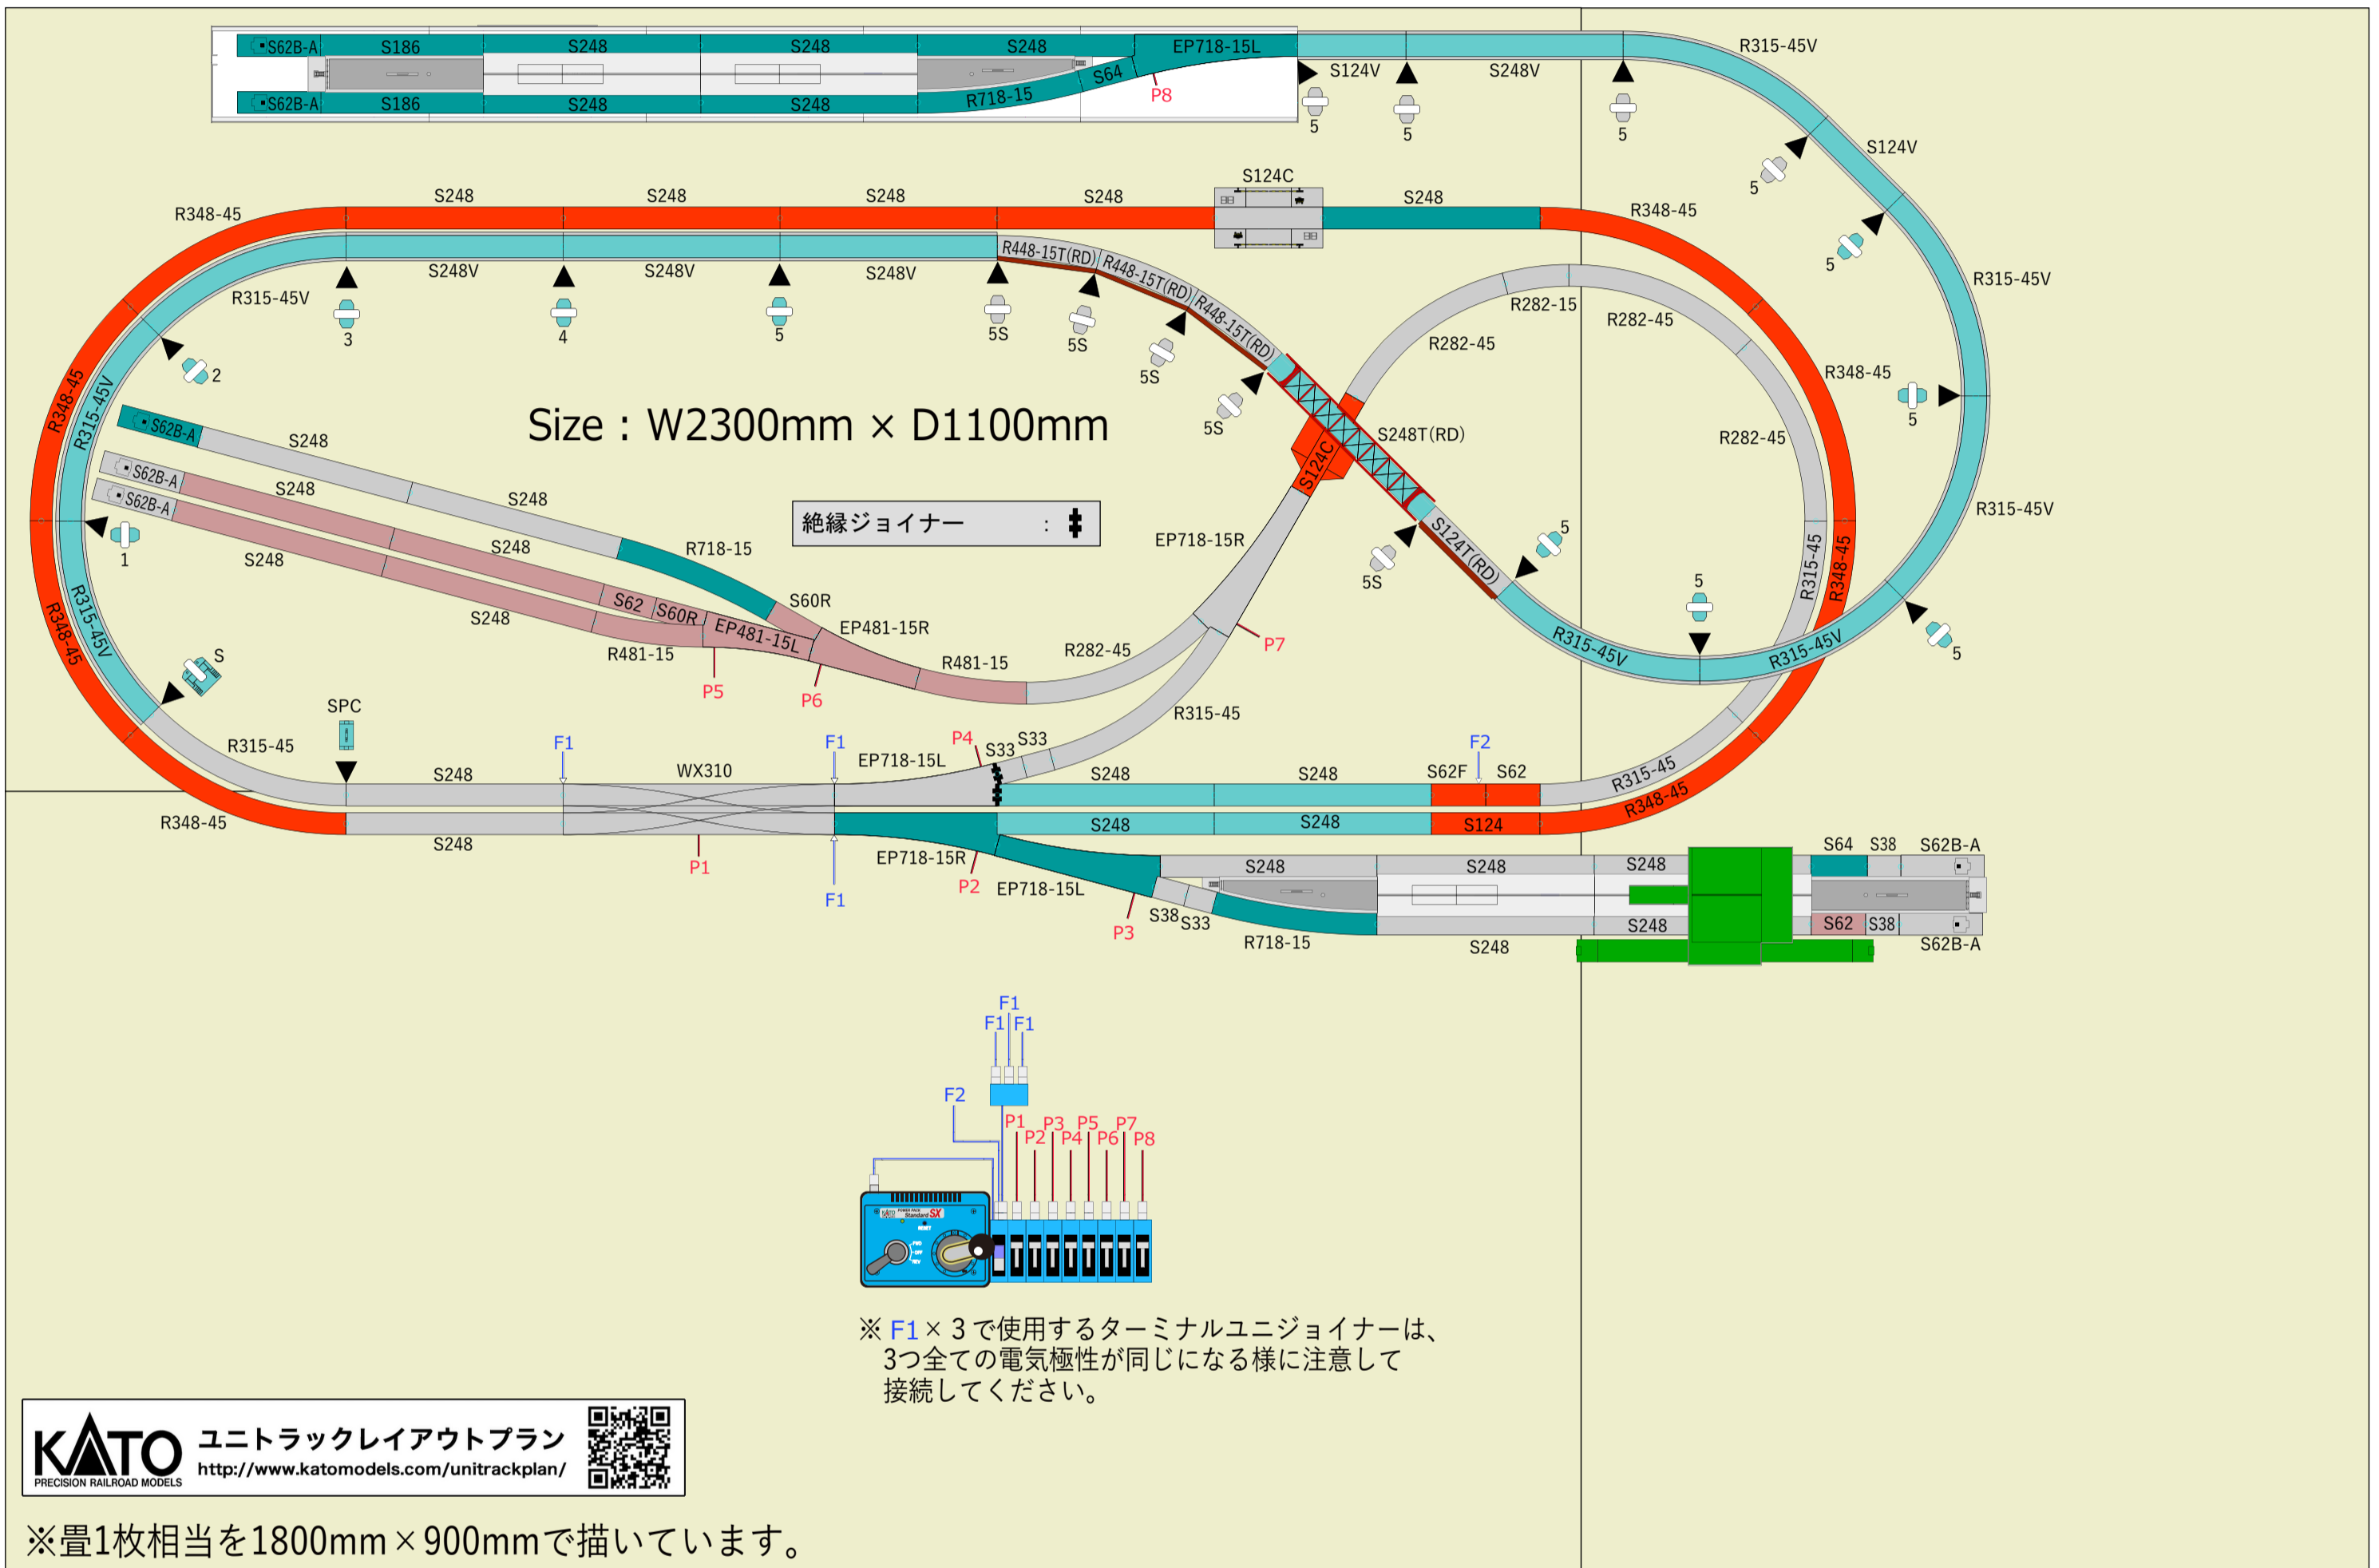 S62B-A S186 S248 S248 S248 EP718-15L
S62B-A S186 S248 S248 R718-15 S64
P8
S124V S248V R315-45V
5 5 5
S124V
5
5
R315-45V
5
R315-45V
5
R348-45 S248 S248 S248 S248 S124C S248 R348-45
R315-45V S248V S248V S248V R448-15T(RD) R448-15T(RD) R448-15T(RD)
3 4 5 5S 5S 5S 5S
2
R282-45 R282-15 R282-45
R348-45
R282-45
R348-45 R315-45V
Size : W2300mm × D1100mm
S248T(RD)
S124C
S62B-A S248 S248 R718-15 S60R
S62B-A S248 S248 S62 S60R EP481-15R
S62B-A S248 S248 R481-15 EP481-15L R481-15
1
絶縁ジョイナー :
EP718-15R
5S
S124T(RD)
5
5
R315-45 R348-45
R348-45 R315-45V
P5
P6
R282-45
P7
R315-45V R315-45V
S
SPC
R315-45
R315-45
F1 F1 P4 S33 S33 F2
S248 WX310 EP718-15L S248 S248 S62F S62 R315-45
R348-45 S248 P1 F1 EP718-15R S248 S248 S124 R348-45
P2 EP718-15L S248 S248 S248 S64 S38 S62B-A
P3 S38 S33 R718-15 S248 S248 S62 S38 S62B-A
F1
F1 F1
F2
P1 P3 P5 P7
P2 P4 P6 P8
KATO POWER PACK Standard SX
RESET
FWD
OFF
REV
※ F1×３で使用するターミナルユニジョイナーは、
3つ全ての電気極性が同じになる様に注意して
接続してください。
KATO
PRECISION RAILROAD MODELS
ユニトラックレイアウトプラン
http://www.katomodels.com/unitrackplan/
※畳1枚相当を1800mm×900mmで描いています。